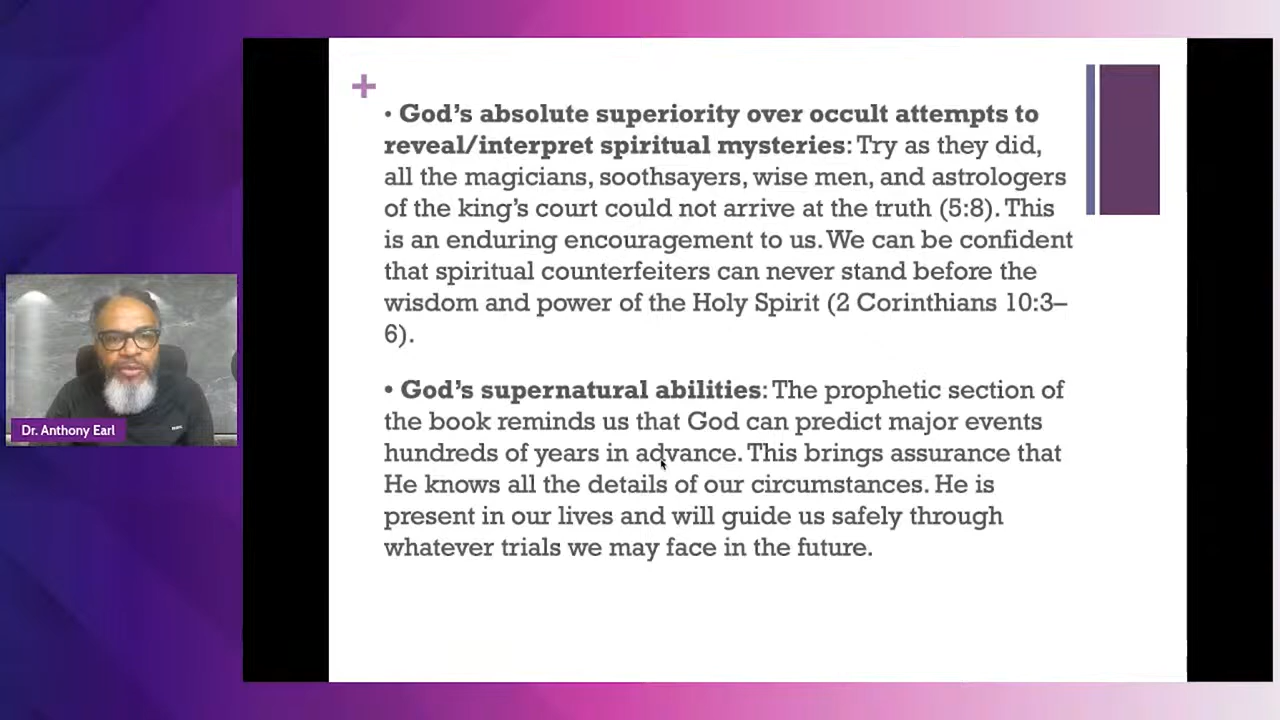 +
• God’s absolute superiority over occult attempts to
reveal/interpret spiritual mysteries: Try as they did,
all the magicians, soothsayers, wise men, and astrologers
of the king’s court could not arrive at the truth (5:8). This
is an enduring encouragement to us. We can be confident
that spiritual counterfeiters can never stand before the
wisdom and power of the Holy Spirit (2 Corinthians 10:3–
6).
• God’s supernatural abilities: The prophetic section of
the book reminds us that God can predict major events
hundreds of years in advance. This brings assurance that
He knows all the details of our circumstances. He is
present in our lives and will guide us safely through
whatever trials we may face in the future.
Dr. Anthony Earl